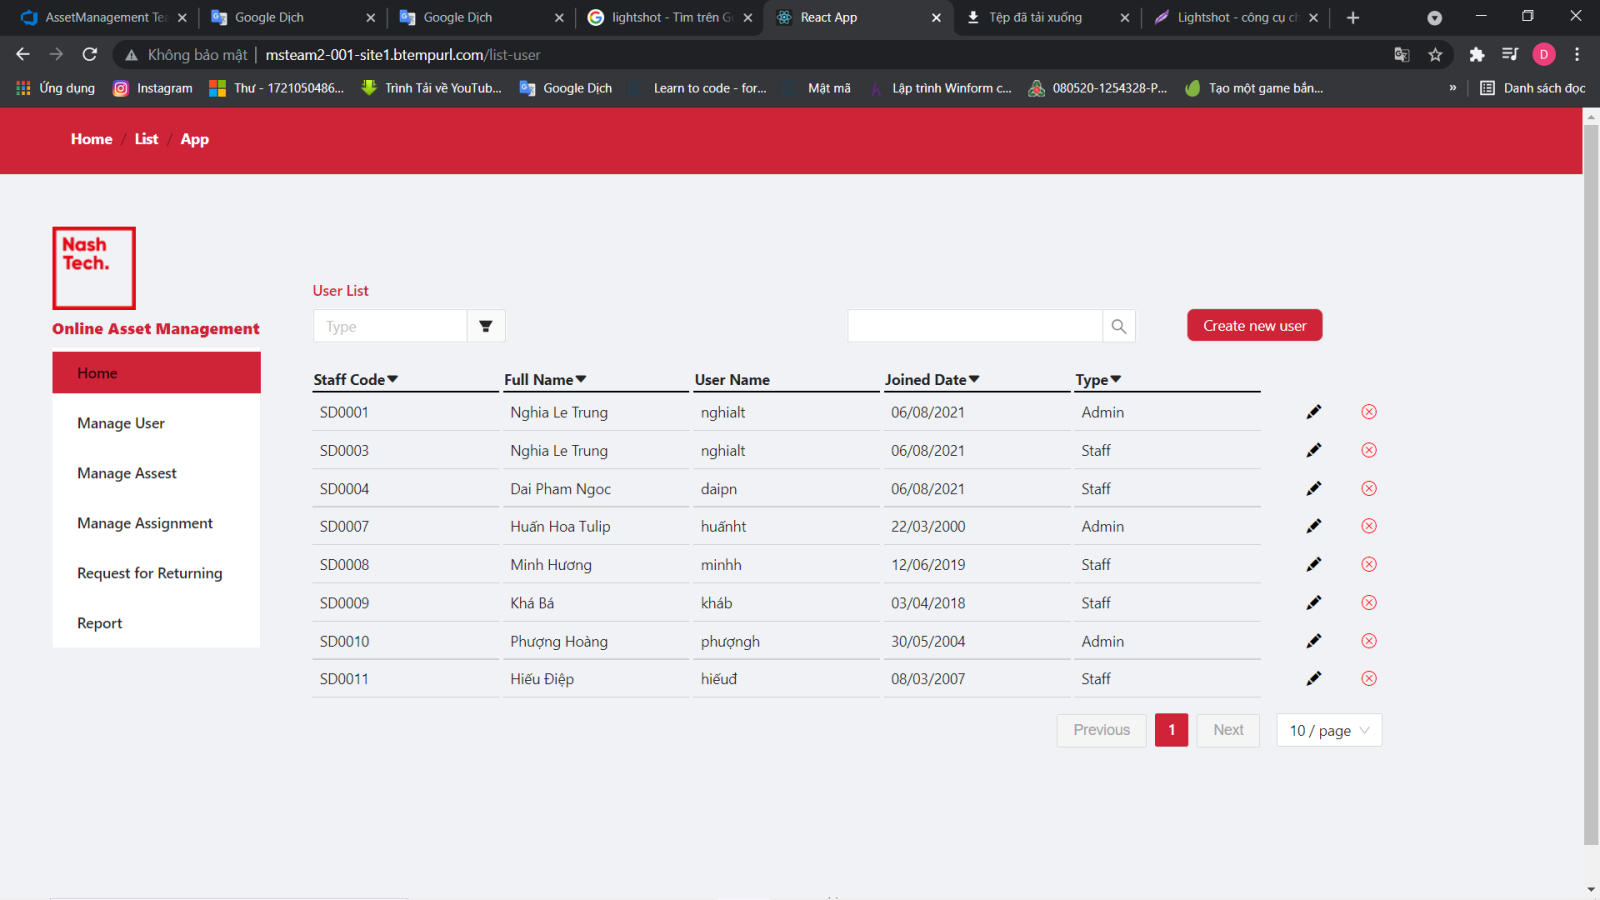 AssetManagement Te
Google Dịch
Google Dịch
lightshot - Tìm trên G
React App
Tệp đã tải xuống
Lightshot - công cụ ch
Không bảo mật
msteam2-001-site1.btempurl.com/list-user
D
Ứng dụng
Instagram
Thư - 1721050486...
Trình Tải về YouTub...
Google Dịch
Learn to code - for...
Mật mã
Lập trình Winform c...
080520-1254328-P...
Tạo một game bắn...
»
Danh sách đọc
Home / List / App
Nash
Tech.
Online Asset Management
Home
Manage User
Manage Assest
Manage Assignment
Request for Returning
Report
User List
Type
Create new user
Staff Code Full Name User Name Joined Date Type
SD0001 Nghia Le Trung nghialt 06/08/2021 Admin
SD0003 Nghia Le Trung nghialt 06/08/2021 Staff
SD0004 Dai Pham Ngoc daipn 06/08/2021 Staff
SD0007 Huấn Hoa Tulip huấnht 22/03/2000 Admin
SD0008 Minh Hương minhh 12/06/2019 Staff
SD0009 Khá Bá kháb 03/04/2018 Staff
SD0010 Phượng Hoàng phượngh 30/05/2004 Admin
SD0011 Hiếu Điệp hiếuđ 08/03/2007 Staff
Previous 1 Next 10 / page